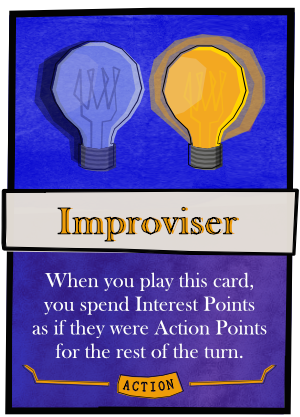 Improviser
When you play this card,
you spend Interest Points
as if they were Action Points
for the rest of the turn.
ACTION